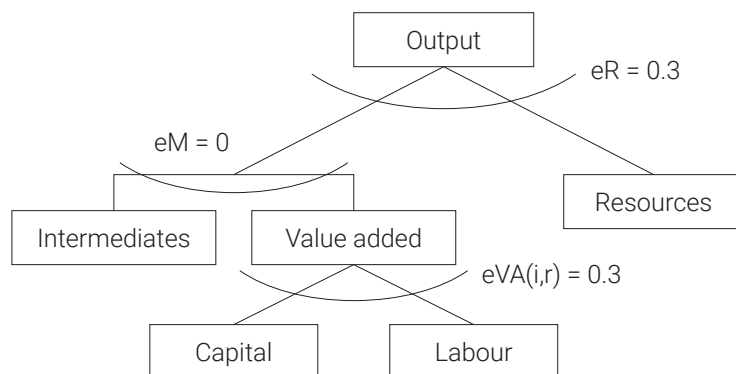 Output
eR = 0.3
eM = 0
Resources
Intermediates
Value added
eVA(i,r) = 0.3
Capital
Labour